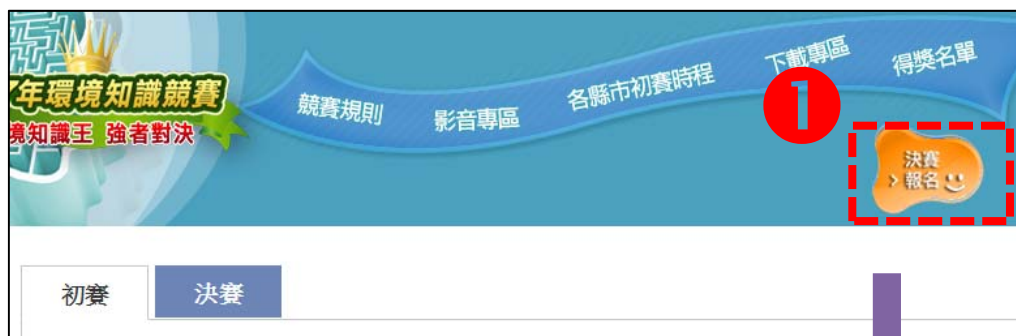 年環境知識競賽
境知識王 強者對決
競賽規則
影音專區
各縣市初賽時程
下載專區
得獎名單
1
決賽
> 報名
初賽
決賽